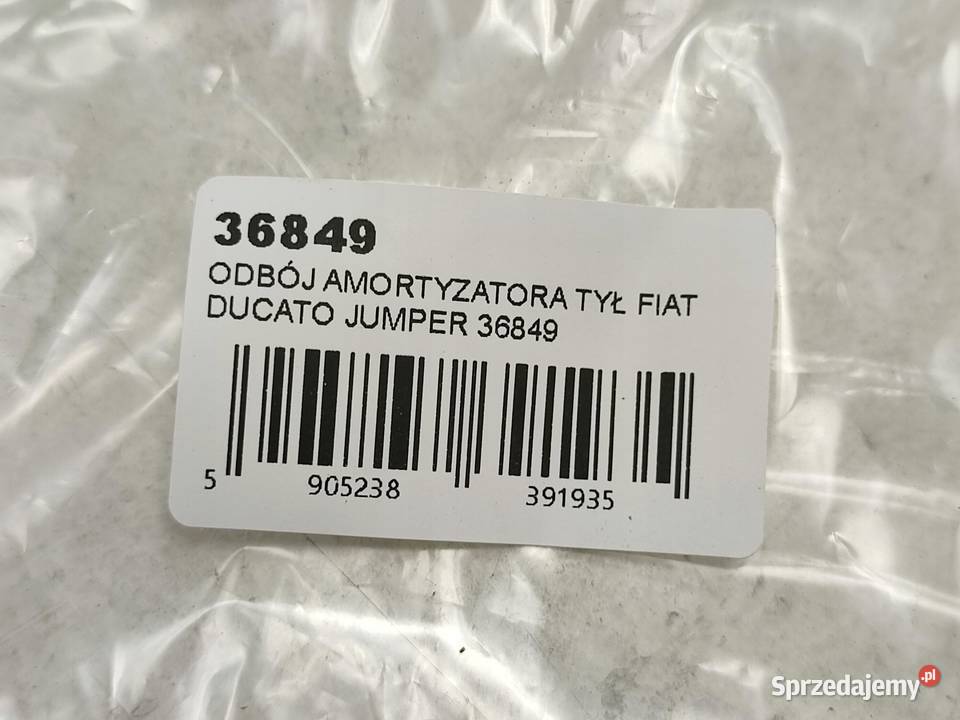 36849
ODBÓJ AMORTYZATORA TYŁ FIAT
DUCATO JUMPER 36849
5 905238 391935
Sprzedajemy.pl